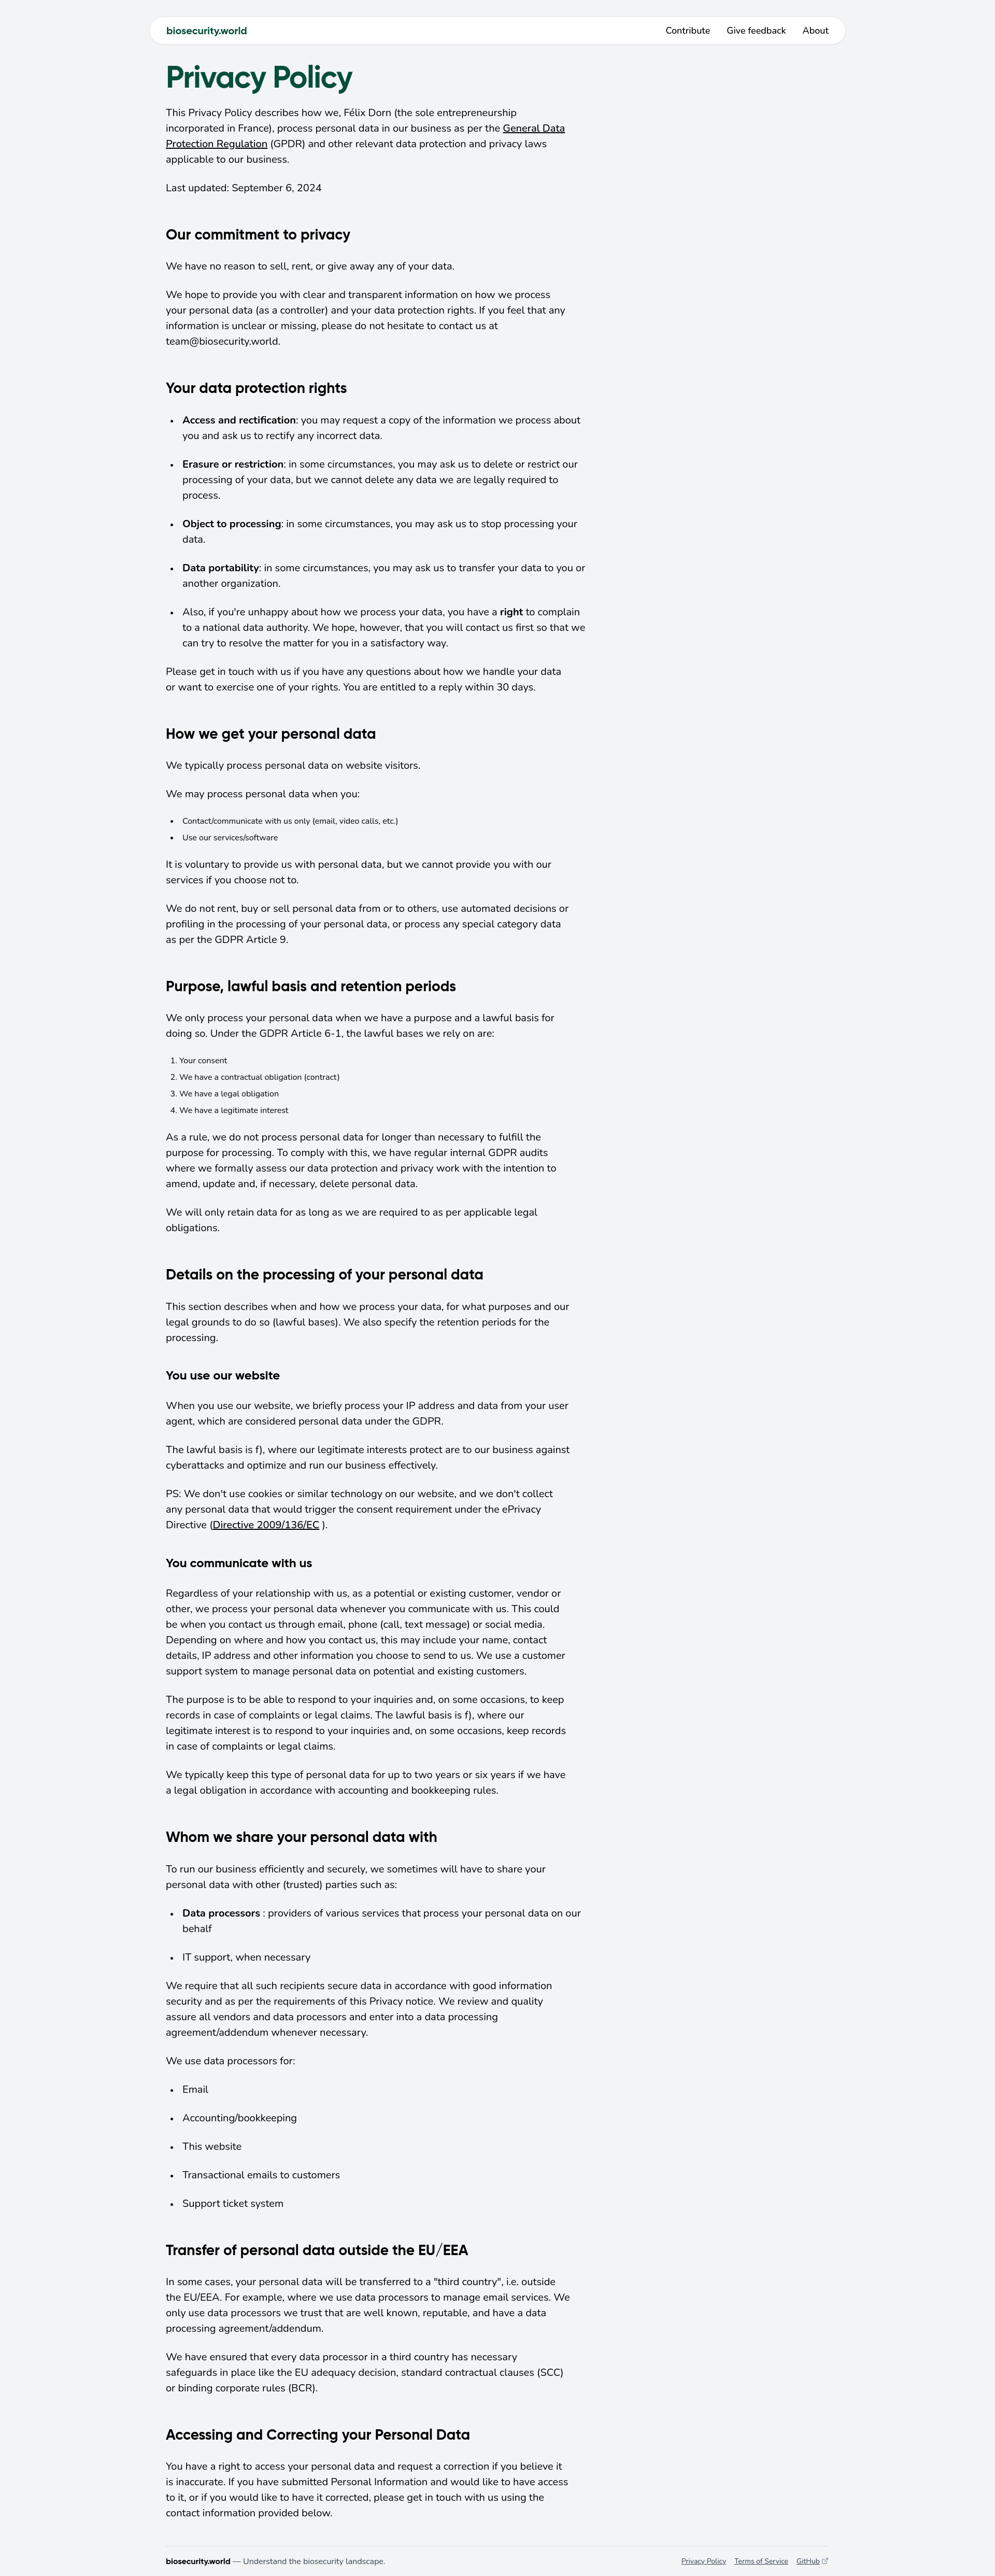 biosecurity.world
Contribute Give feedback About
Privacy Policy
This Privacy Policy describes how we, Félix Dorn (the sole entrepreneurship
incorporated in France), process personal data in our business as per the General Data
Protection Regulation (GPDR) and other relevant data protection and privacy laws
applicable to our business.
Last updated: September 6, 2024
Our commitment to privacy
We have no reason to sell, rent, or give away any of your data.
We hope to provide you with clear and transparent information on how we process
your personal data (as a controller) and your data protection rights. If you feel that any
information is unclear or missing, please do not hesitate to contact us at
team@biosecurity.world.
Your data protection rights
• Access and rectification: you may request a copy of the information we process about
you and ask us to rectify any incorrect data.
• Erasure or restriction: in some circumstances, you may ask us to delete or restrict our
processing of your data, but we cannot delete any data we are legally required to
process.
• Object to processing: in some circumstances, you may ask us to stop processing your
data.
• Data portability: in some circumstances, you may ask us to transfer your data to you or
another organization.
• Also, if you're unhappy about how we process your data, you have a right to complain
to a national data authority. We hope, however, that you will contact us first so that we
can try to resolve the matter for you in a satisfactory way.
Please get in touch with us if you have any questions about how we handle your data
or want to exercise one of your rights. You are entitled to a reply within 30 days.
How we get your personal data
We typically process personal data on website visitors.
We may process personal data when you:
• Contact/communicate with us only (email, video calls, etc.)
• Use our services/software
It is voluntary to provide us with personal data, but we cannot provide you with our
services if you choose not to.
We do not rent, buy or sell personal data from or to others, use automated decisions or
profiling in the processing of your personal data, or process any special category data
as per the GDPR Article 9.
Purpose, lawful basis and retention periods
We only process your personal data when we have a purpose and a lawful basis for
doing so. Under the GDPR Article 6-1, the lawful bases we rely on are:
1. Your consent
2. We have a contractual obligation (contract)
3. We have a legal obligation
4. We have a legitimate interest
As a rule, we do not process personal data for longer than necessary to fulfill the
purpose for processing. To comply with this, we have regular internal GDPR audits
where we formally assess our data protection and privacy work with the intention to
amend, update and, if necessary, delete personal data.
We will only retain data for as long as we are required to as per applicable legal
obligations.
Details on the processing of your personal data
This section describes when and how we process your data, for what purposes and our
legal grounds to do so (lawful bases). We also specify the retention periods for the
processing.
You use our website
When you use our website, we briefly process your IP address and data from your user
agent, which are considered personal data under the GDPR.
The lawful basis is f), where our legitimate interests protect are to our business against
cyberattacks and optimize and run our business effectively.
PS: We don't use cookies or similar technology on our website, and we don't collect
any personal data that would trigger the consent requirement under the ePrivacy
Directive (Directive 2009/136/EC ).
You communicate with us
Regardless of your relationship with us, as a potential or existing customer, vendor or
other, we process your personal data whenever you communicate with us. This could
be when you contact us through email, phone (call, text message) or social media.
Depending on where and how you contact us, this may include your name, contact
details, IP address and other information you choose to send to us. We use a customer
support system to manage personal data on potential and existing customers.
The purpose is to be able to respond to your inquiries and, on some occasions, to keep
records in case of complaints or legal claims. The lawful basis is f), where our
legitimate interest is to respond to your inquiries and, on some occasions, keep records
in case of complaints or legal claims.
We typically keep this type of personal data for up to two years or six years if we have
a legal obligation in accordance with accounting and bookkeeping rules.
Whom we share your personal data with
To run our business efficiently and securely, we sometimes will have to share your
personal data with other (trusted) parties such as:
• Data processors : providers of various services that process your personal data on our
behalf
• IT support, when necessary
We require that all such recipients secure data in accordance with good information
security and as per the requirements of this Privacy notice. We review and quality
assure all vendors and data processors and enter into a data processing
agreement/addendum whenever necessary.
We use data processors for:
• Email
• Accounting/bookkeeping
• This website
• Transactional emails to customers
• Support ticket system
Transfer of personal data outside the EU/EEA
In some cases, your personal data will be transferred to a "third country", i.e. outside
the EU/EEA. For example, where we use data processors to manage email services. We
only use data processors we trust that are well known, reputable, and have a data
processing agreement/addendum.
We have ensured that every data processor in a third country has necessary
safeguards in place like the EU adequacy decision, standard contractual clauses (SCC)
or binding corporate rules (BCR).
Accessing and Correcting your Personal Data
You have a right to access your personal data and request a correction if you believe it
is inaccurate. If you have submitted Personal Information and would like to have access
to it, or if you would like to have it corrected, please get in touch with us using the
contact information provided below.
biosecurity.world — Understand the biosecurity landscape.
Privacy Policy Terms of Service GitHub